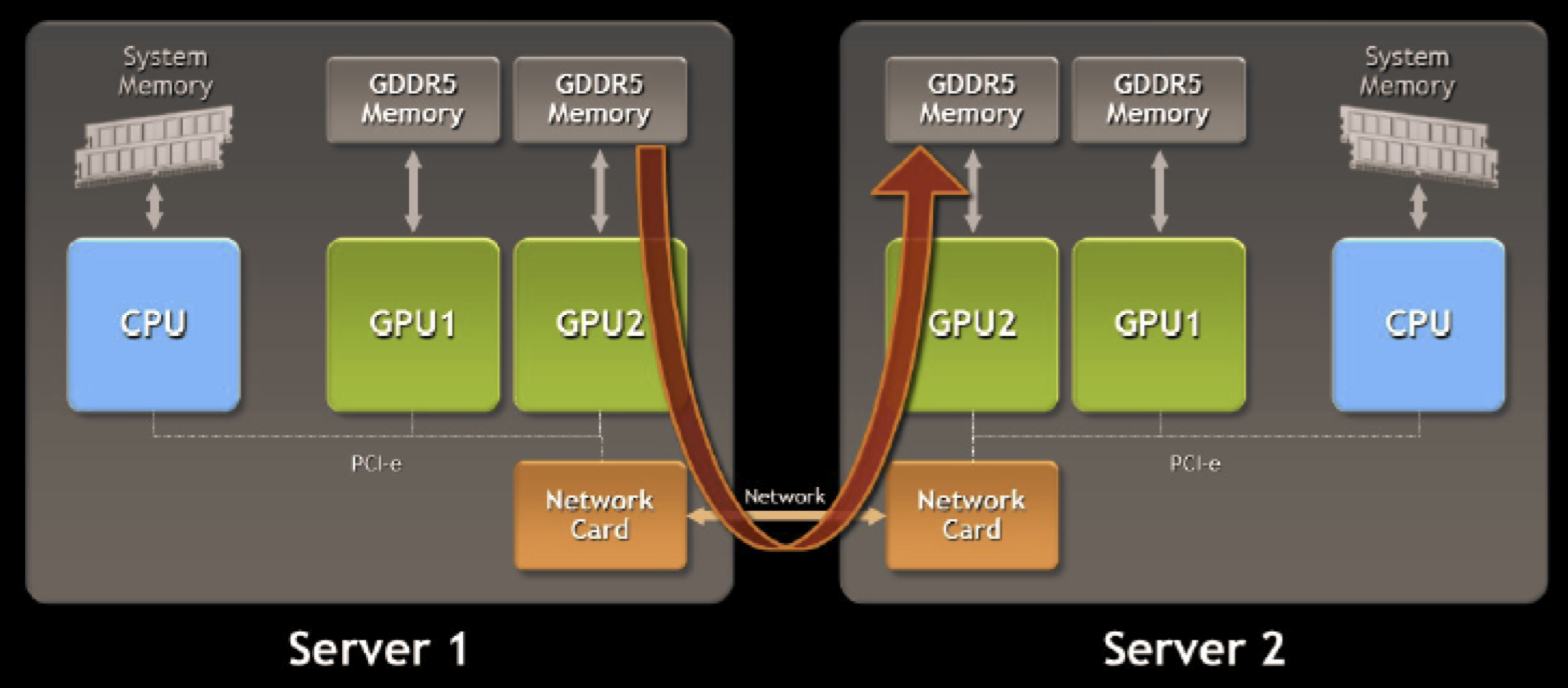 System
Memory
GDDR5
Memory
GDDR5
Memory
CPU
GPU1
GPU2
PCI-e
Network
Card
Server 1
Network
GDDR5
Memory
GDDR5
Memory
System
Memory
GPU2
GPU1
CPU
PCI-e
Network
Card
Server 2